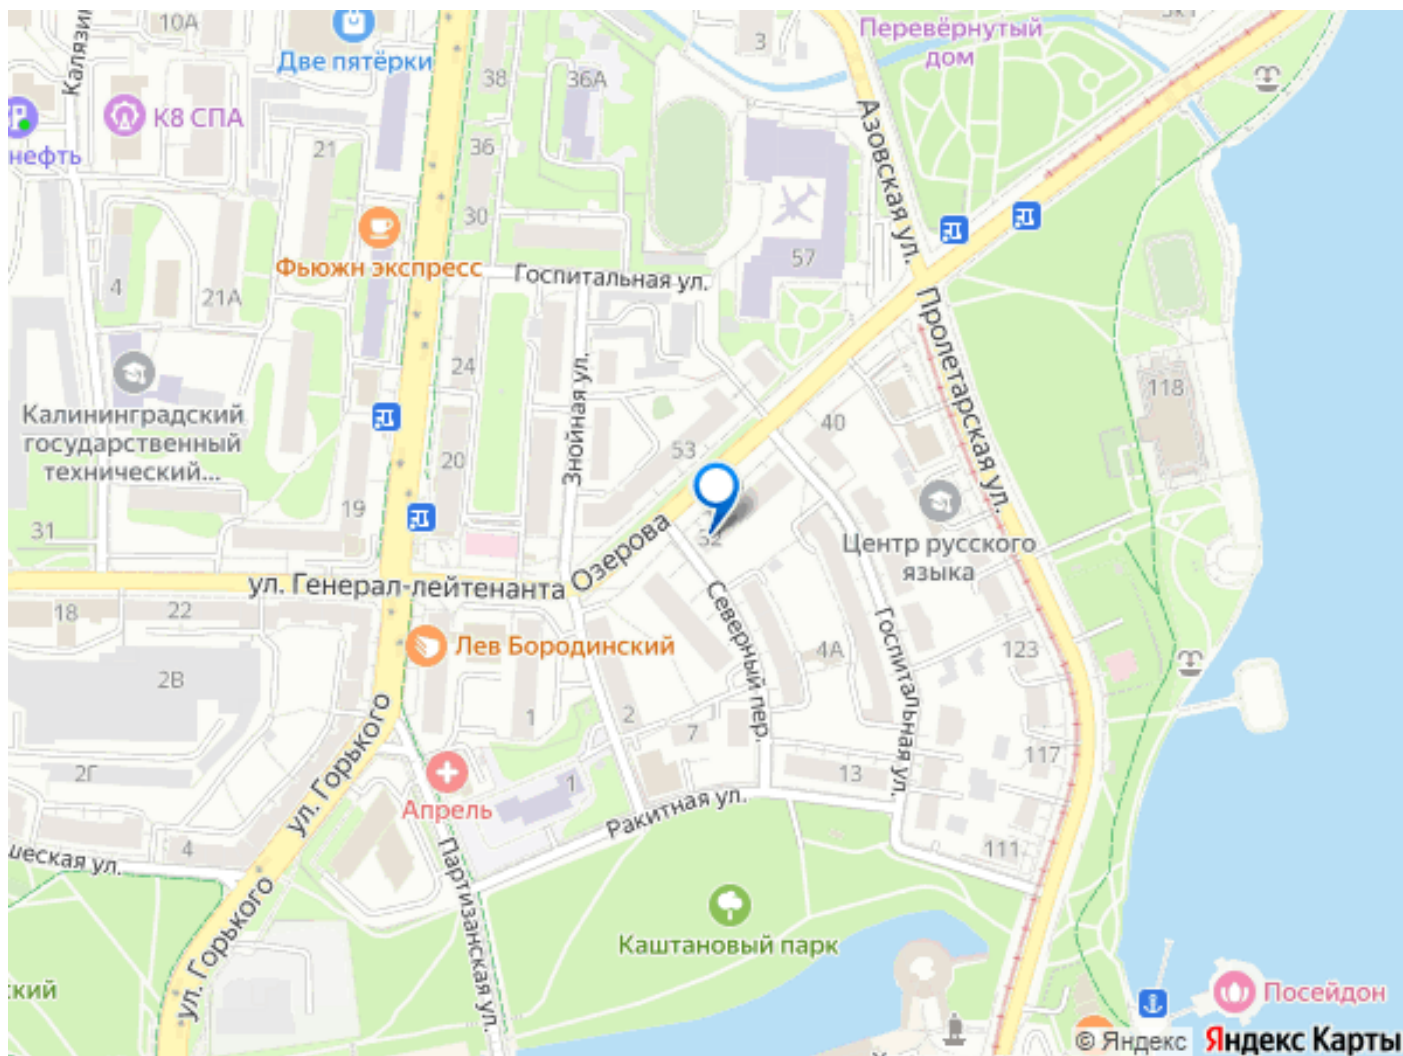 10А
Калязин
Две пятёрки
К8 СПА
нефть
38
36А
3
Перевёрнутый
дом
21
36
30
Азовская ул.
57
Фьюжн экспресс
4
21А
Госпитальная ул.
Пролетарская ул.
118
24
Калининградский
государственный
технический...
Знойная ул.
40
53
20
19
31
Центр русского
языка
ул. Генерал-лейтенанта Озерова
18
22
Лев Бородинский
Северный пер.
4А
Госпитальная ул.
123
2В
1
2
7
117
2Г
ул. Горького
13
1
Апрель
Ракитная ул.
111
4
шеская ул.
Партизанская ул.
ул. Горького
Каштановый парк
ский
Посейдон
© Яндекс Яндекс Карты